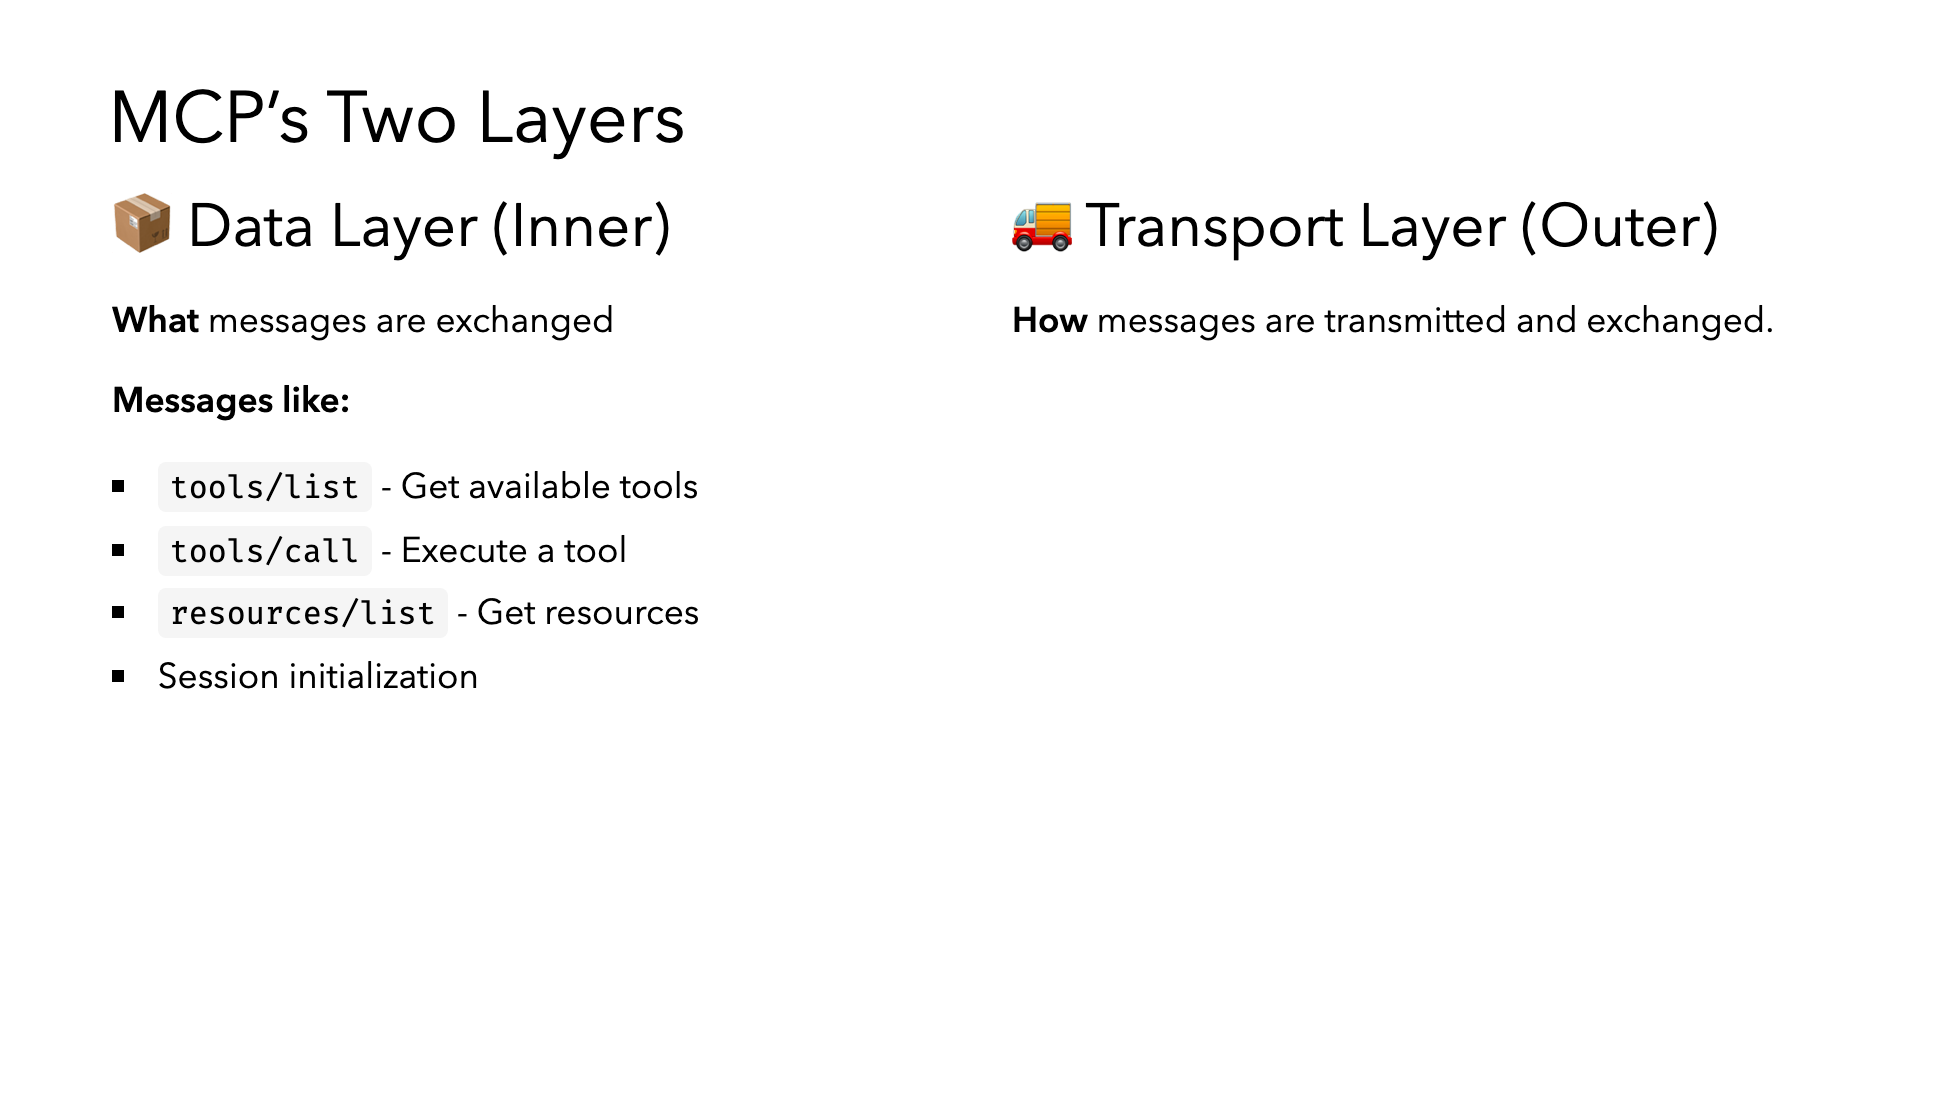 MCP’s Two Layers
📦 Data Layer (Inner)
What messages are exchanged
Messages like:
▪ tools/list - Get available tools
▪ tools/call - Execute a tool
▪ resources/list - Get resources
▪ Session initialization
🚚 Transport Layer (Outer)
How messages are transmitted and exchanged.